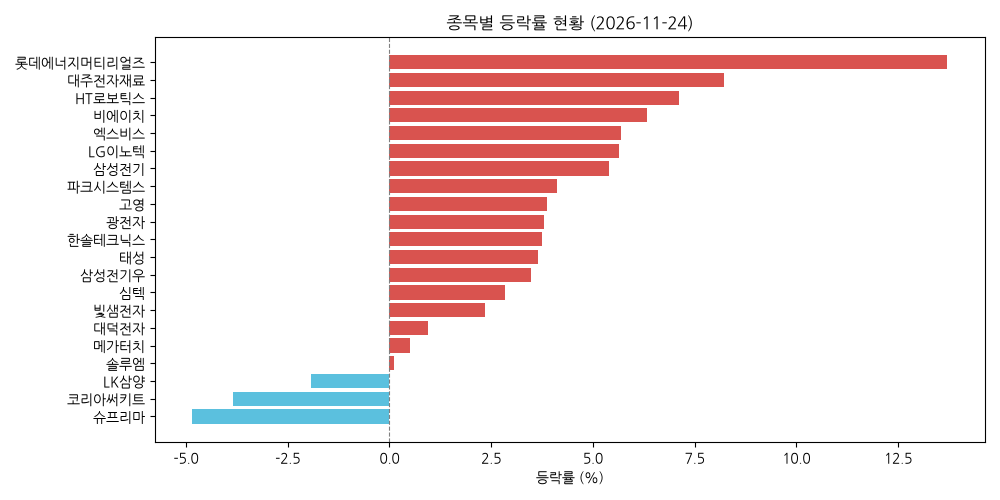 종목별 등락률 현황 (2026-11-24)
롯데에너지머티리얼즈
대주전자재료
HT로보틱스
비에이치
엑스비스
LG이노텍
삼성전기
파크시스템스
고영
광전자
한솔테크닉스
태성
삼성전기우
심텍
빛샘전자
대덕전자
메가터치
솔루엠
LK삼양
코리아써키트
슈프리마
-5.0 -2.5 0.0 2.5 5.0 7.5 10.0 12.5
등락률 (%)